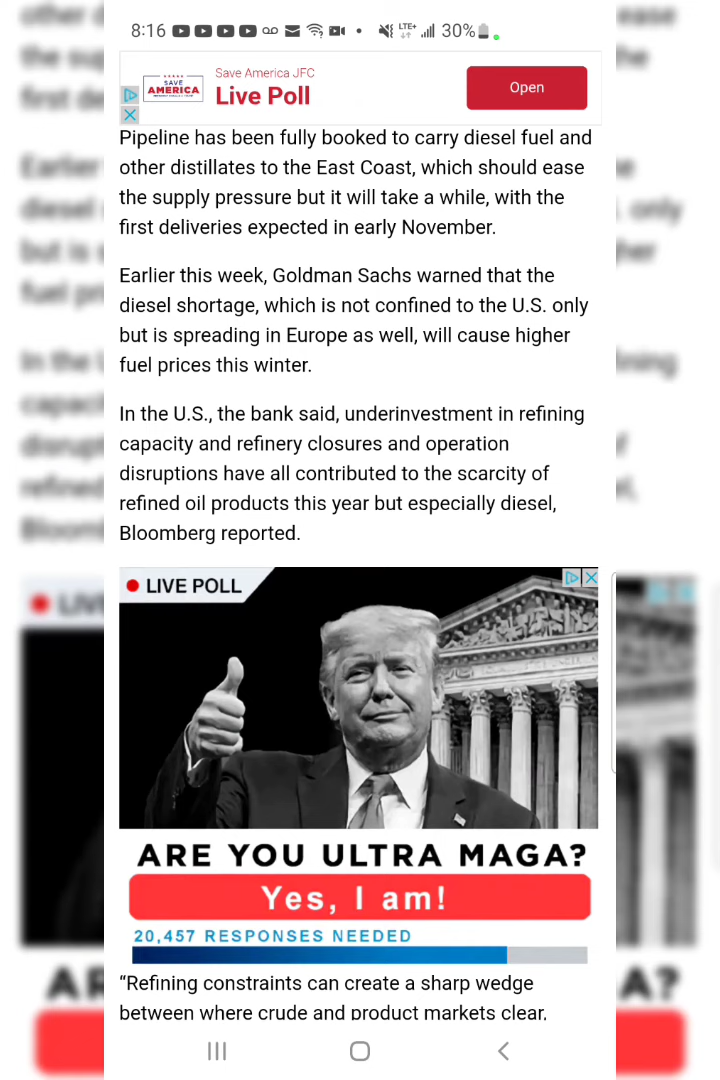 8:16
LTE+
30%
SAVE
AMERICA
Save America JFC
Live Poll
Open
Pipeline has been fully booked to carry diesel fuel and
other distillates to the East Coast, which should ease
the supply pressure but it will take a while, with the
first deliveries expected in early November.
Earlier this week, Goldman Sachs warned that the
diesel shortage, which is not confined to the U.S. only
but is spreading in Europe as well, will cause higher
fuel prices this winter.
In the U.S., the bank said, underinvestment in refining
capacity and refinery closures and operation
disruptions have all contributed to the scarcity of
refined oil products this year but especially diesel,
Bloomberg reported.
LIVE POLL
ARE YOU ULTRA MAGA?
Yes, I am!
20,457 RESPONSES NEEDED
“Refining constraints can create a sharp wedge
between where crude and product markets clear,